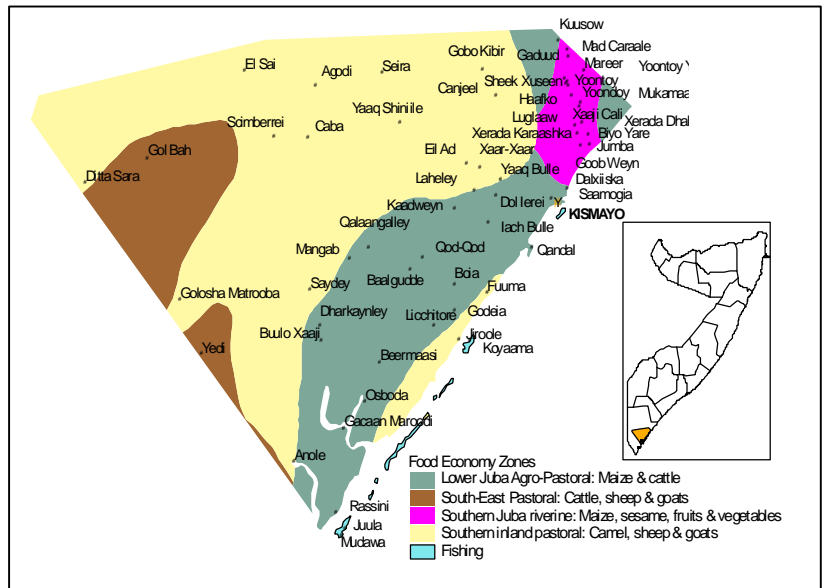 Kuusow
Gobo Kibir
Gaduud
Mad Caraale
El Sai
Agodi
Seira
Mareer
Yoontoy Y
Canjeel
Sheek Xuseen
Yoontoy
Haafko
Yoondoy
Mukamaa
Yaaq Shiniile
Luglaaw
Xaaji Cali
Xerada Dhal
Scimberrei
Caba
Xerada Karaashka
Biyo Yare
Eil Ad
Xaar-Xaar
Jumba
Gol Bah
Goob Weyn
Ditta Sara
Yaaq Bulle
Laheley
Dalxiiska
Kaadweyn
Dol Ierei
Saamogia
Y
KISMAYO
Qalaangalley
Iach Bulle
Mangab
Qod-Qod
Qandal
Saydey
Baalgudde
Bcia
Fuuma
Golosha Matrooba
Dharkaynley
Licchitore
Godeia
Buulo Xaaji
Jiroole
Yedi
Koyaama
Beermaasi
Osboda
Gacaan Maroodi
Anole
Food Economy Zones
Lower Juba Agro-Pastoral: Maize & cattle
South-East Pastoral: Cattle, sheep & goats
Rassini
Southern Juba riverine: Maize, sesame, fruits & vegetables
Juula
Southern inland pastoral: Camel, sheep & goats
Mudawa
Fishing